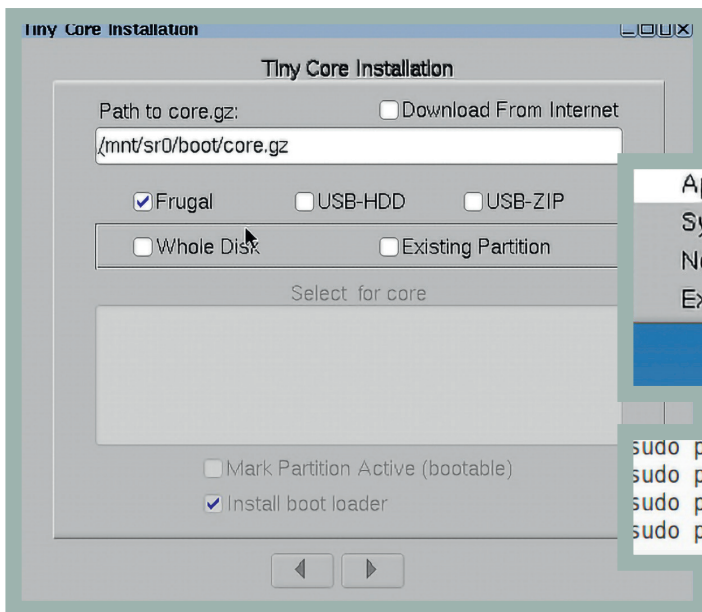 Tiny Core Installation
Tiny Core Installation
Path to core.gz:
Download From Internet
/mnt/sr0/boot/core.gz
Frugal USB-HDD USB-ZIP
Whole Disk Existing Partition
Select for core
Mark Partition Active (bootable)
Install boot loader
sudo p
sudo p
sudo p
sudo p